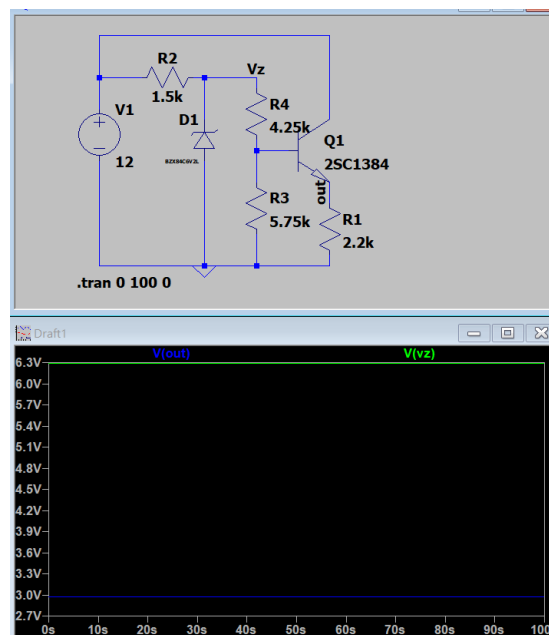 R2
Vz
1.5k
V1
D1
R4
4.25k
Q1
2SC1384
12
BZX84C6V2L
out
R3
5.75k
R1
2.2k
.tran 0 100 0
Draft1
V(out) V(vz)
6.3V
6.0V
5.7V
5.4V
5.1V
4.8V
4.5V
4.2V
3.9V
3.6V
3.3V
3.0V
2.7V
0s 10s 20s 30s 40s 50s 60s 70s 80s 90s 100